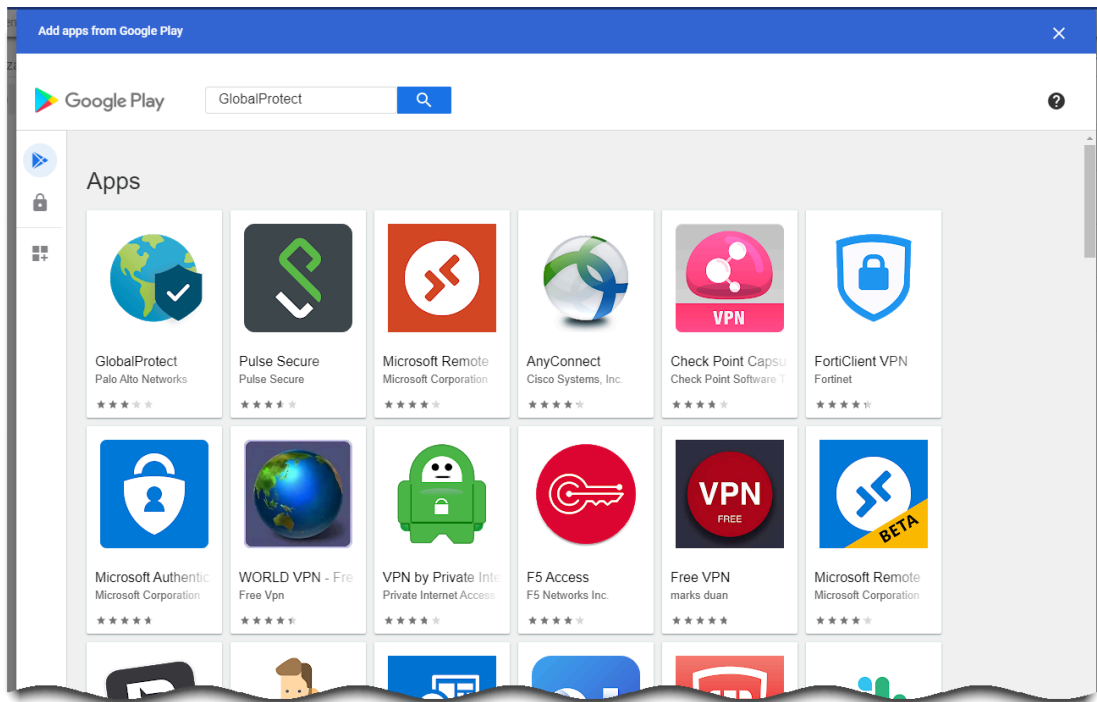 Add apps from Google Play
Google Play
GlobalProtect
Apps
VPN
GlobalProtect
Palo Alto Networks
Pulse Secure
Pulse Secure
Microsoft Remote
Microsoft Corporation
AnyConnect
Cisco Systems, Inc.
Check Point Capsu
Check Point Software T
FortiClient VPN
Fortinet
VPN
FREE
BETA
Microsoft Authentic
Microsoft Corporation
WORLD VPN - Fre
Free Vpn
VPN by Private Inte
Private Internet Access
F5 Access
F5 Networks Inc.
Free VPN
marks duan
Microsoft Remote
Microsoft Corporation